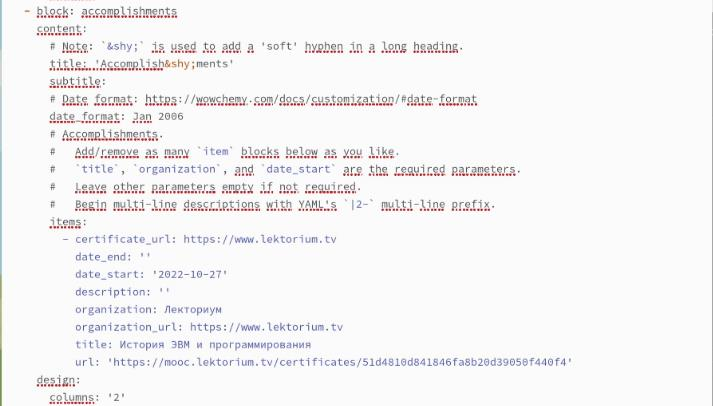 - block: accomplishments
content:
# Note: `&shy;` is used to add a 'soft' hyphen in a long heading.
title: 'Accomplish&shy;ments'
subtitle:
# Date format: https://wowchemy.com/docs/customization/#date-format
date_format: Jan 2006
# Accomplishments.
#   Add/remove as many `item` blocks below as you like.
#   `title`, `organization`, and `date_start` are the required parameters.
#   Leave other parameters empty if not required.
#   Begin multi-line descriptions with YAML's `|2-` multi-line prefix.
items:
- certificate_url: https://www.lektorium.tv
date_end: ''
date_start: '2022-10-27'
description: ''
organization: Лекториум
organization_url: https://www.lektorium.tv
title: История ЭВМ и программирования
url: 'https://mooc.lektorium.tv/certificates/51d4810d841846fa8b20d39050f440f4'
design:
columns: '2'